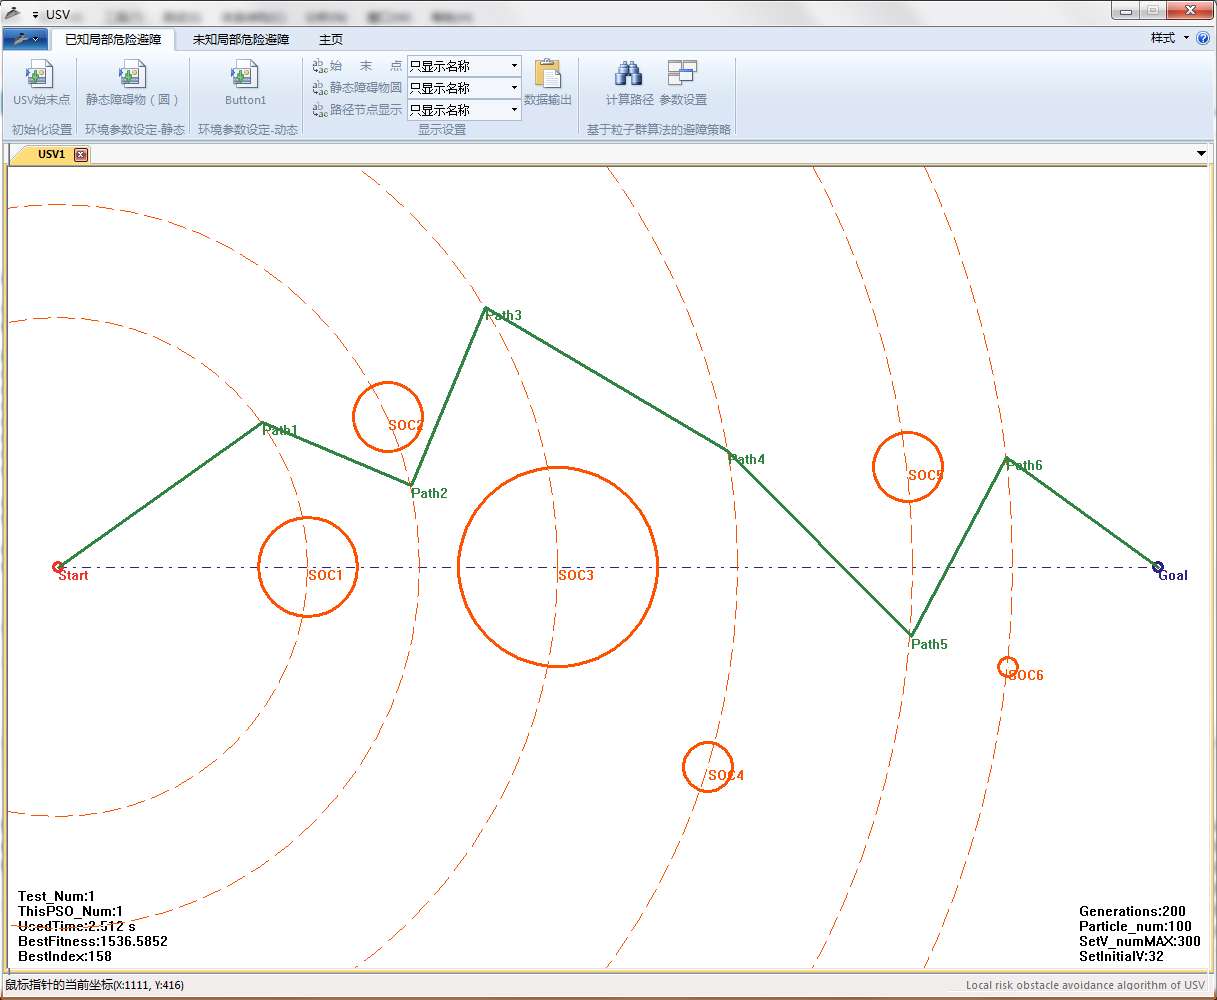 USV
已知局部危险避障
未知局部危险避障
主页
样式
USV始末点
静态障碍物（圆）
Button1
始 末 点
只显示名称
静态障碍物圆
只显示名称
路径节点显示
只显示名称
数据输出
计算路径
参数设置
初始化设置
环境参数设定-静态
环境参数设定-动态
显示设置
基于粒子群算法的避障策略
USV1
Path3
SOC2
Path1
Path4
Path6
SOC5
Path2
Start
SOC1
SOC3
Goal
Path5
SOC6
SOC4
Test_Num:1
ThisPSO_Num:1
UsedTime:2.512 s
BestFitness:1536.5852
BestIndex:158
Generations:200
Particle_num:100
SetV_numMAX:300
SetInitialV:32
鼠标指针的当前坐标(X:1111, Y:416)
Local risk obstacle avoidance algorithm of USV